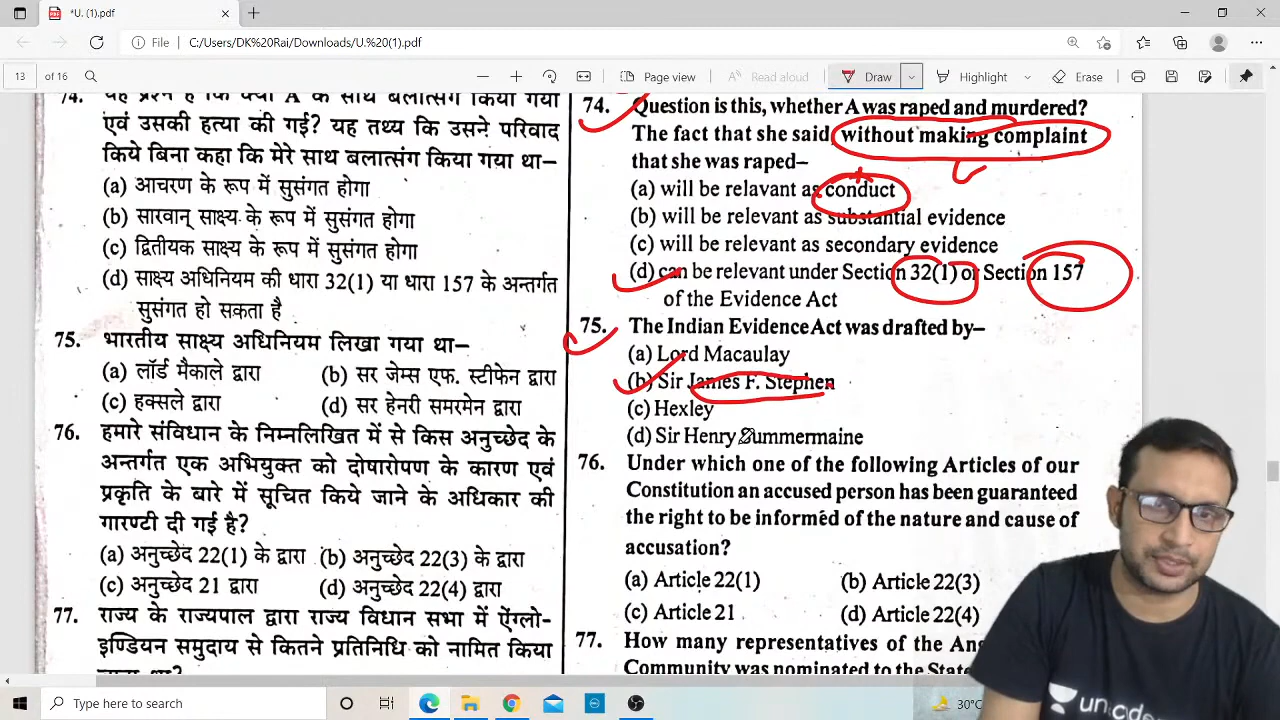 *U. (1).pdf
File C:/Users/DK%20Rai/Downloads/U.%20(1).pdf
13 of 16 Page view Read aloud Draw Highlight Erase
74. यह प्रश्न है कि क्या A के साथ बलात्संग किया गया
एवं उसकी हत्या की गई? यह तथ्य कि उसने परिवाद
किये बिना कहा कि मेरे साथ बलात्संग किया गया था–
(a) आचरण के रूप में सुसंगत होगा
(b) सारवान् साक्ष्य के रूप में सुसंगत होगा
(c) द्वितीयक साक्ष्य के रूप में सुसंगत होगा
(d) साक्ष्य अधिनियम की धारा 32(1) या धारा 157 के अन्तर्गत
सुसंगत हो सकता है
75. भारतीय साक्ष्य अधिनियम लिखा गया था–
(a) लॉर्ड मैकाले द्वारा (b) सर जेम्स एफ. स्टीफेन द्वारा
(c) हक्सले द्वारा (d) सर हेनरी समरमेन द्वारा
76. हमारे संविधान के निम्नलिखित में से किस अनुच्छेद के
अन्तर्गत एक अभियुक्त को दोषारोपण के कारण एवं
प्रकृति के बारे में सूचित किये जाने के अधिकार की
गारण्टी दी गई है?
(a) अनुच्छेद 22(1) के द्वारा (b) अनुच्छेद 22(3) के द्वारा
(c) अनुच्छेद 21 द्वारा (d) अनुच्छेद 22(4) द्वारा
77. राज्य के राज्यपाल द्वारा राज्य विधान सभा में ऐंग्लो-
इण्डियन समुदाय से कितने प्रतिनिधि को नामित किया
74. Question is this, whether A was raped and murdered?
The fact that she said without making complaint
that she was raped–
(a) will be relevant as conduct
(b) will be relevant as substantial evidence
(c) will be relevant as secondary evidence
(d) can be relevant under Section 32(1) or Section 157
of the Evidence Act
75. The Indian Evidence Act was drafted by–
(a) Lord Macaulay
(b) Sir James F. Stephen
(c) Hexley
(d) Sir Henry Summermaine
76. Under which one of the following Articles of our
Constitution an accused person has been guaranteed
the right to be informed of the nature and cause of
accusation?
(a) Article 22(1) (b) Article 22(3)
(c) Article 21 (d) Article 22(4)
77. How many representatives of the
Community was nominated to the State
Type here to search
30°C